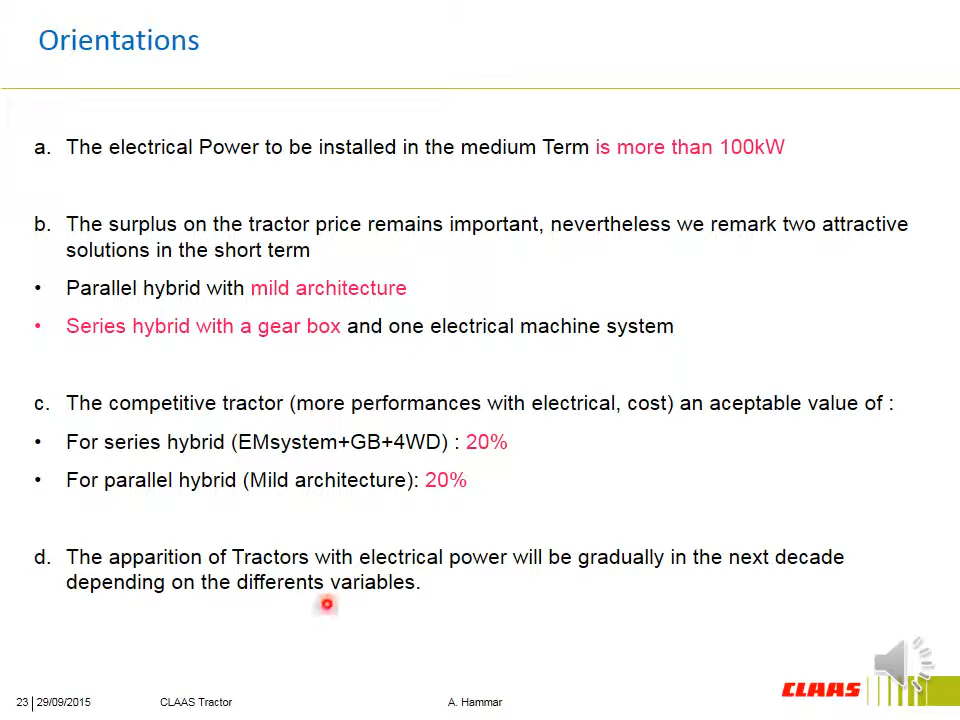 Orientations
a. The electrical Power to be installed in the medium Term is more than 100kW
b. The surplus on the tractor price remains important, nevertheless we remark two attractive
solutions in the short term
• Parallel hybrid with mild architecture
• Series hybrid with a gear box and one electrical machine system
c. The competitive tractor (more performances with electrical, cost) an aceptable value of :
• For series hybrid (EMsystem+GB+4WD) : 20%
• For parallel hybrid (Mild architecture): 20%
d. The apparition of Tractors with electrical power will be gradually in the next decade
depending on the differents variables.
23 | 29/09/2015 CLAAS Tractor A. Hammar CLAAS